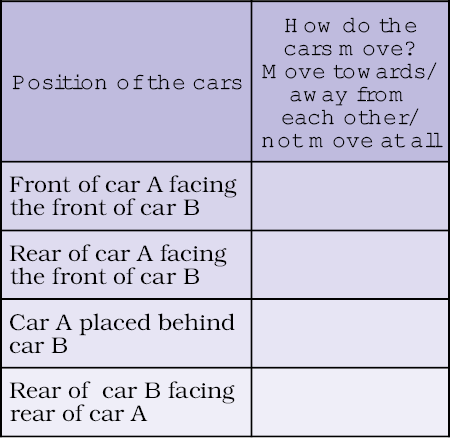 Position of the cars
How do the
cars move?
Move towards/
away from
each other/
not move at all
Front of car A facing
the front of car B
Rear of car A facing
the front of car B
Car A placed behind
car B
Rear of car B facing
rear of car A